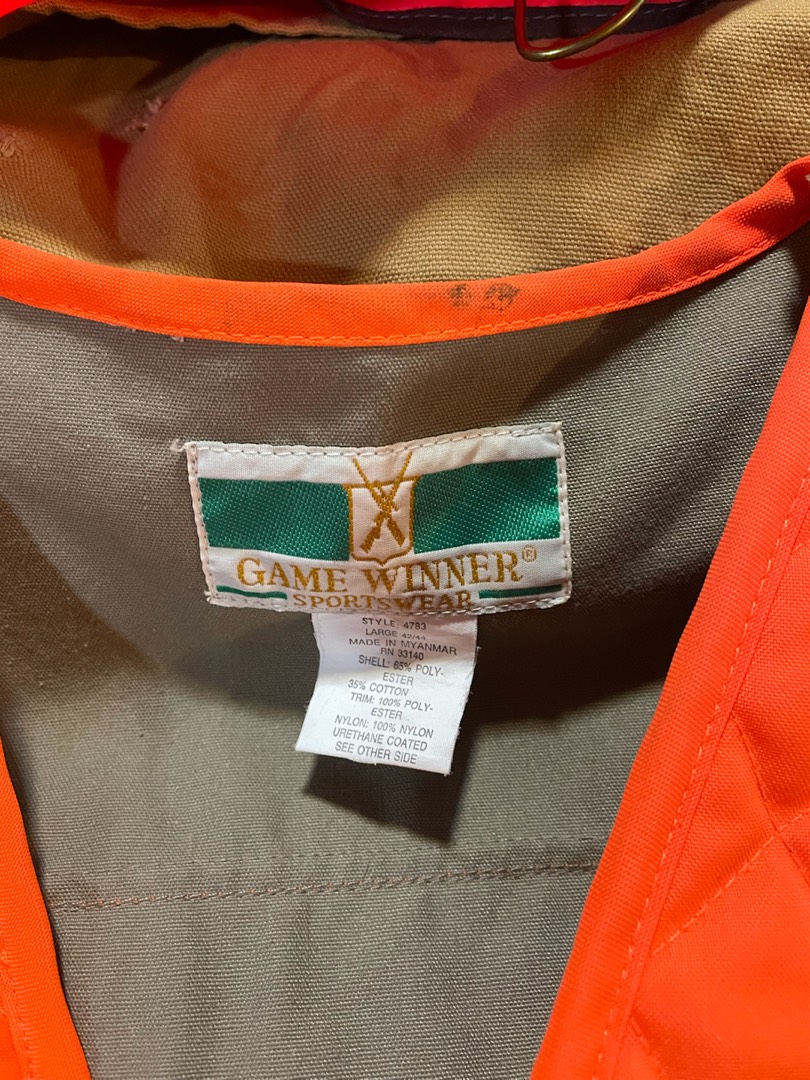 GAME WINNER®
SPORTSWEAR
STYLE: 4783
LARGE 42/44
MADE IN MYANMAR
RN 33140
SHELL: 65% POLY-
ESTER
35% COTTON
TRIM: 100% POLY-
ESTER
NYLON: 100% NYLON
URETHANE COATED
SEE OTHER SIDE